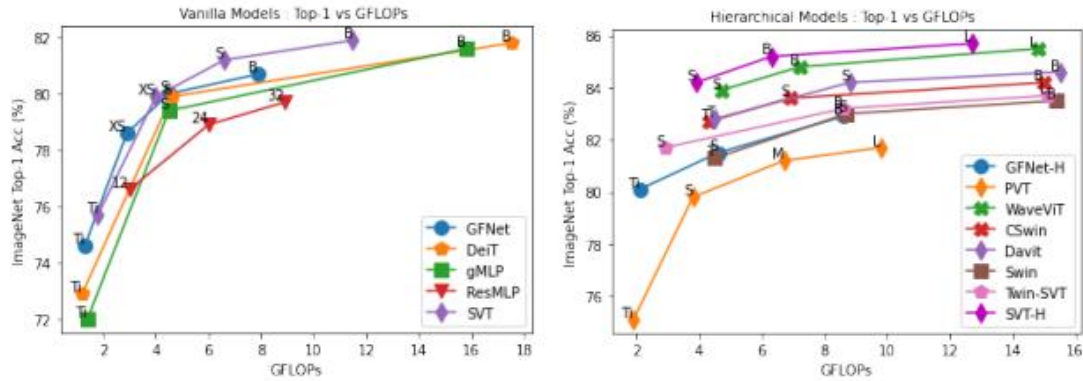 Vanilla Models : Top-1 vs GFLOPs
ImageNet Top-1 Acc (%)
82
80
78
76
74
72
2
4
6
8
10
12
14
16
18
GFLOPs
Ti
XS
S
B
Ti
S
B
Ti
S
B
12
24
32
Ti
XS
S
B
GFNet
DeiT
gMLP
ResMLP
SVT
Hierarchical Models : Top-1 vs GFLOPs
ImageNet Top-1 Acc (%)
86
84
82
80
78
76
2
4
6
8
10
12
14
16
GFLOPs
Ti
S
B
Ti
S
M
L
S
B
L
T
S
B
T
S
B
S
B
S
B
S
B
L
GFNet-H
PVT
WaveViT
CSwin
Davit
Swin
Twin-SVT
SVT-H